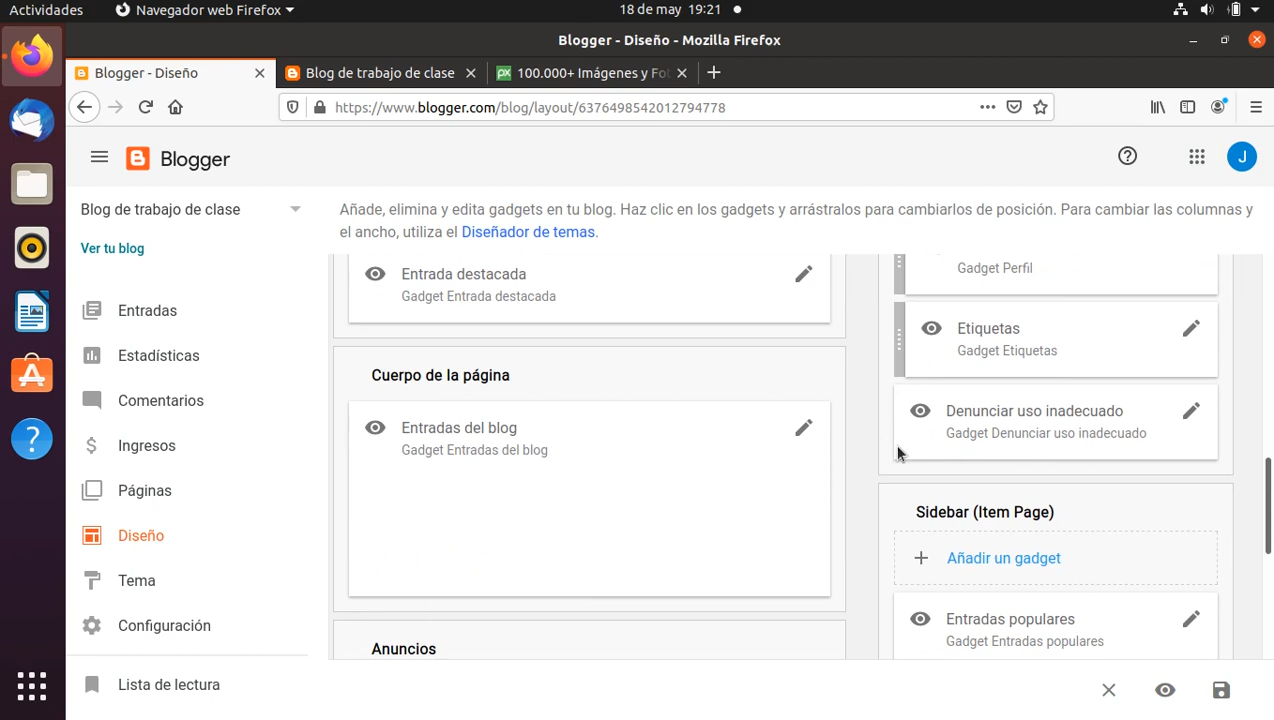 Actividades
Navegador web Firefox
18 de may 19:21
Blogger - Diseño - Mozilla Firefox
Blogger - Diseño
Blog de trabajo de clase
100.000+ Imágenes y Fot
https://www.blogger.com/blog/layout/6376498542012794778
Blogger
J
Blog de trabajo de clase
Ver tu blog
Entradas
Estadísticas
Comentarios
Ingresos
Páginas
Diseño
Tema
Configuración
Lista de lectura
Añade, elimina y edita gadgets en tu blog. Haz clic en los gadgets y arrástralos para cambiarlos de posición. Para cambiar las columnas y
el ancho, utiliza el Diseñador de temas.
Entrada destacada
Gadget Entrada destacada
Cuerpo de la página
Entradas del blog
Gadget Entradas del blog
Anuncios
Gadget Perfil
Etiquetas
Gadget Etiquetas
Denunciar uso inadecuado
Gadget Denunciar uso inadecuado
Sidebar (Item Page)
Añadir un gadget
Entradas populares
Gadget Entradas populares